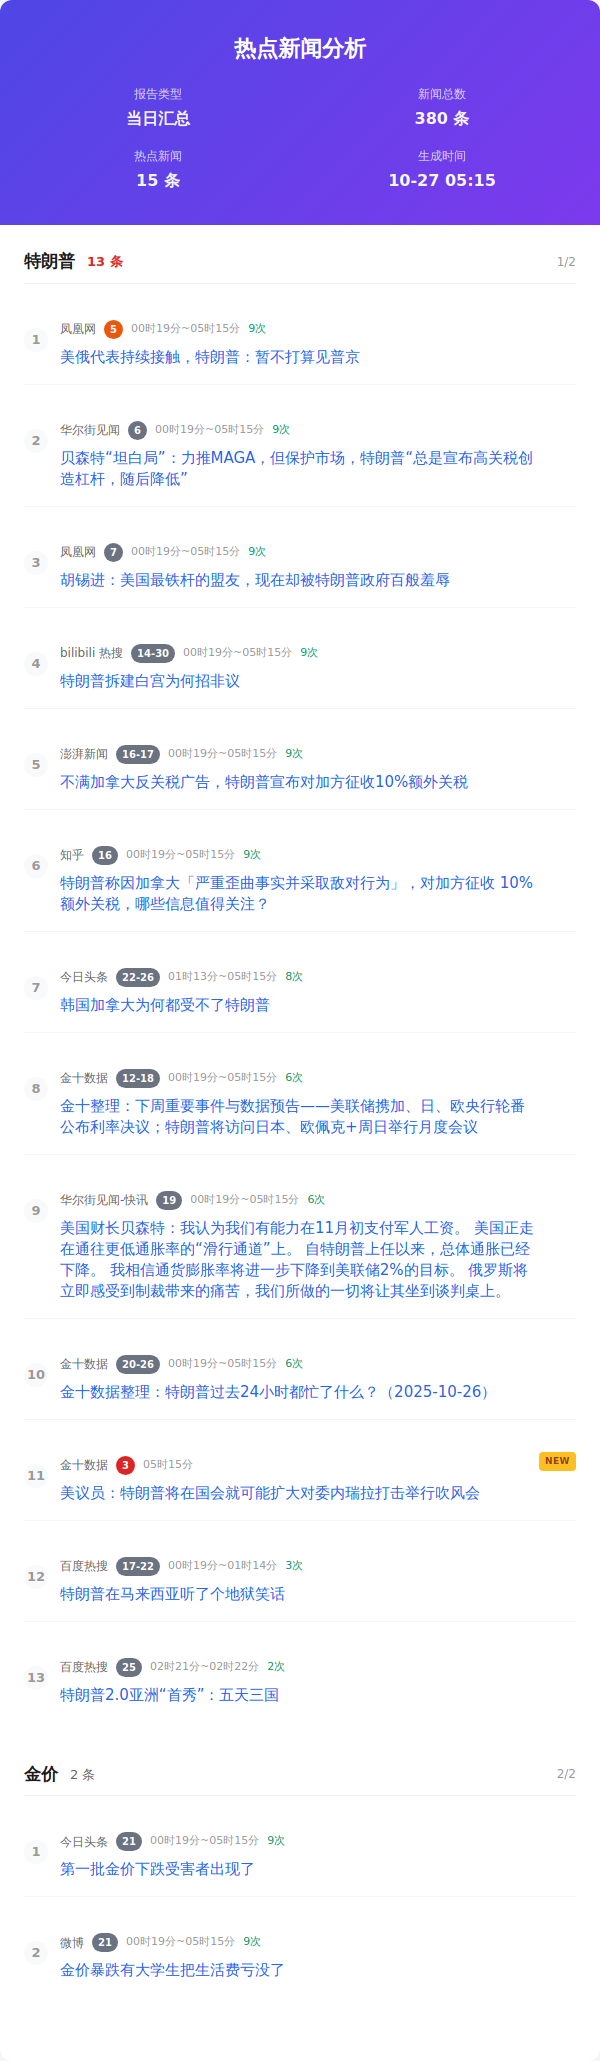 热点新闻分析
报告类型
新闻总数
当日汇总
380 条
热点新闻
生成时间
15 条
10-27 05:15
特朗普 13 条 1/2
1 凤凰网 5 00时19分~05时15分 9次
美俄代表持续接触，特朗普：暂不打算见普京
2 华尔街见闻 6 00时19分~05时15分 9次
贝森特“坦白局”：力推MAGA，但保护市场，特朗普“总是宣布高关税创
造杠杆，随后降低”
3 凤凰网 7 00时19分~05时15分 9次
胡锡进：美国最铁杆的盟友，现在却被特朗普政府百般羞辱
4 bilibili 热搜 14-30 00时19分~05时15分 9次
特朗普拆建白宫为何招非议
5 澎湃新闻 16-17 00时19分~05时15分 9次
不满加拿大反关税广告，特朗普宣布对加方征收10%额外关税
6 知乎 16 00时19分~05时15分 9次
特朗普称因加拿大「严重歪曲事实并采取敌对行为」，对加方征收 10%
额外关税，哪些信息值得关注？
7 今日头条 22-26 01时13分~05时15分 8次
韩国加拿大为何都受不了特朗普
8 金十数据 12-18 00时19分~05时15分 6次
金十整理：下周重要事件与数据预告——美联储携加、日、欧央行轮番
公布利率决议；特朗普将访问日本、欧佩克+周日举行月度会议
9 华尔街见闻-快讯 19 00时19分~05时15分 6次
美国财长贝森特：我认为我们有能力在11月初支付军人工资。 美国正走
在通往更低通胀率的“滑行通道”上。 自特朗普上任以来，总体通胀已经
下降。 我相信通货膨胀率将进一步下降到美联储2%的目标。 俄罗斯将
立即感受到制裁带来的痛苦，我们所做的一切将让其坐到谈判桌上。
10 金十数据 20-26 00时19分~05时15分 6次
金十数据整理：特朗普过去24小时都忙了什么？（2025-10-26）
11 金十数据 3 05时15分 NEW
美议员：特朗普将在国会就可能扩大对委内瑞拉打击举行吹风会
12 百度热搜 17-22 00时19分~01时14分 3次
特朗普在马来西亚听了个地狱笑话
13 百度热搜 25 02时21分~02时22分 2次
特朗普2.0亚洲“首秀”：五天三国
金价 2 条 2/2
1 今日头条 21 00时19分~05时15分 9次
第一批金价下跌受害者出现了
2 微博 21 00时19分~05时15分 9次
金价暴跌有大学生把生活费亏没了